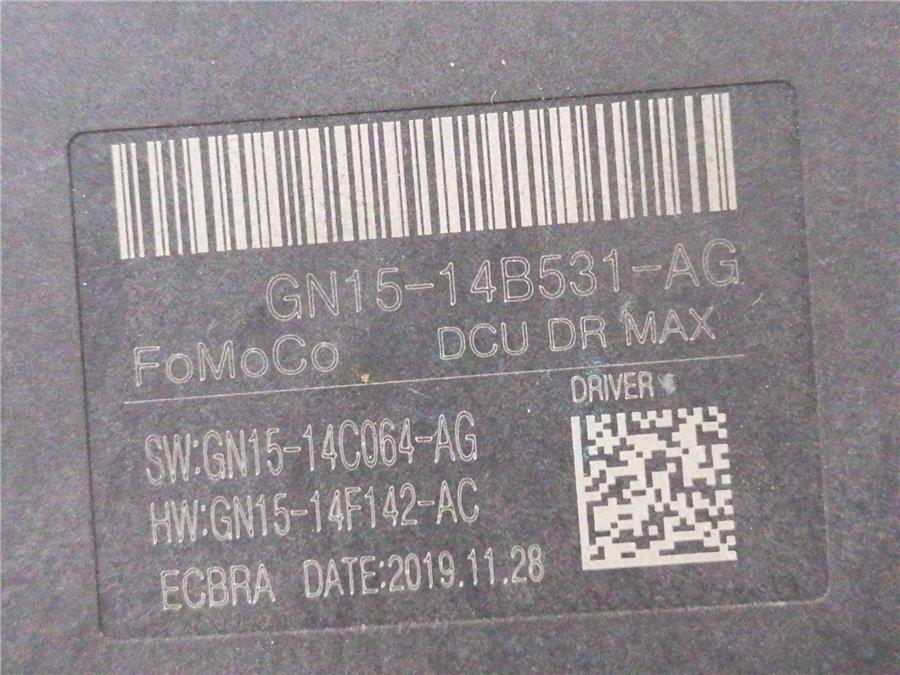 GN15-14B531-AG
FoMoCo DCU DR MAX
DRIVER
SW:GN15-14C064-AG
HW:GN15-14F142-AC
ECBRA DATE:2019.11.28